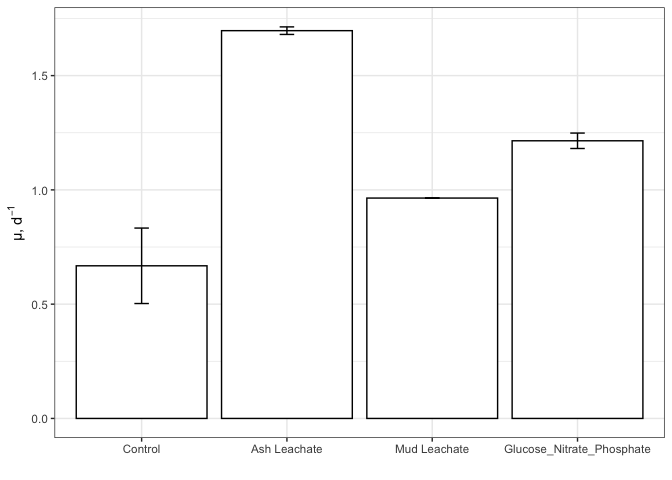 μ, d⁻¹
1.5
1.0
0.5
0.0
Control Ash Leachate Mud Leachate Glucose_Nitrate_Phosphate